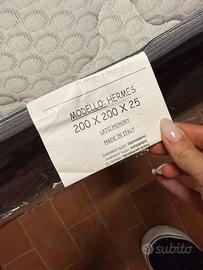 MODELLO: HERMES
200 X 200 X 25
LATO MEMORY
MADE IN ITALY
subito